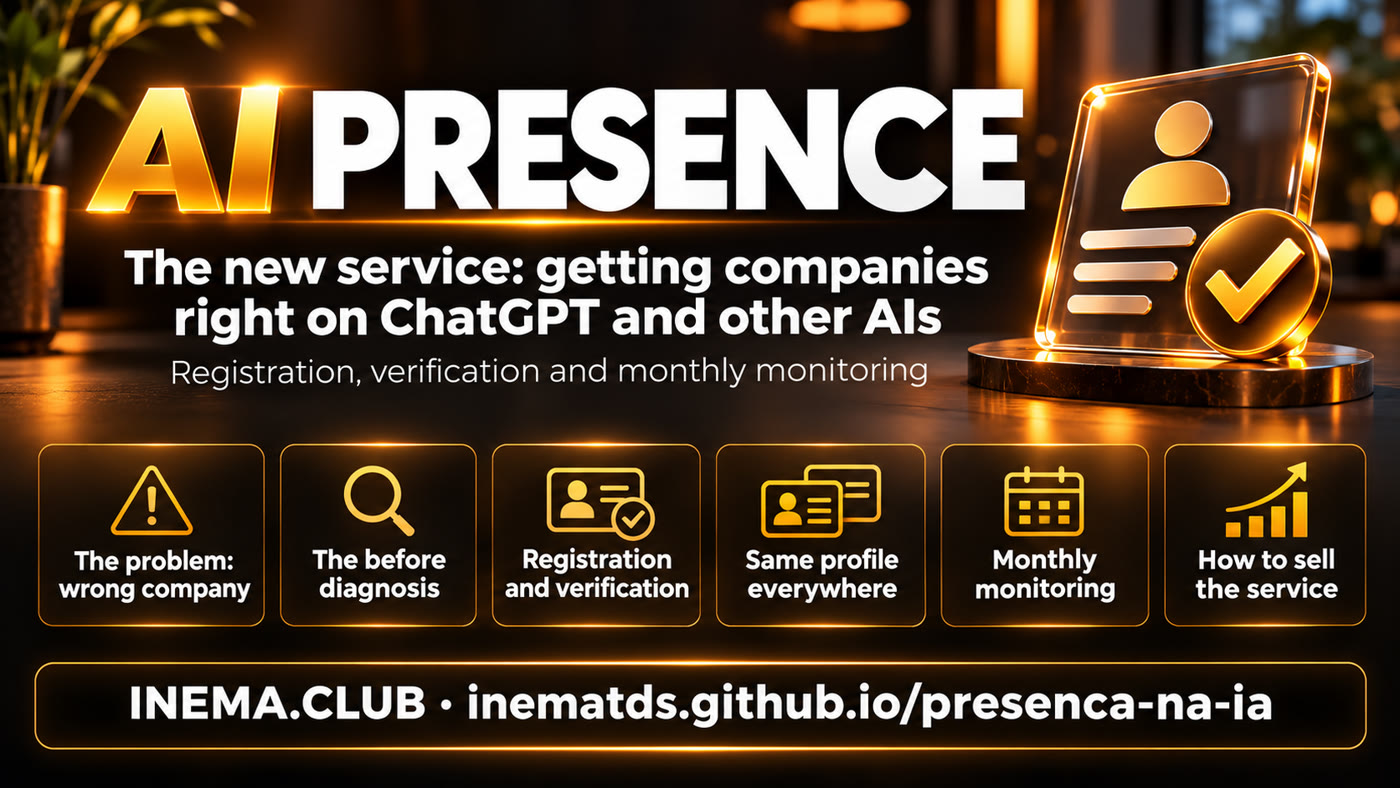 AI PRESENCE
The new service: getting companies
right on ChatGPT and other AIs
Registration, verification and monthly monitoring
The problem:
wrong company
The before
diagnosis
Registration
and verification
Same profile
everywhere
Monthly
monitoring
How to sell
the service
INEMA.CLUB · inematds.github.io/presenca-na-ia